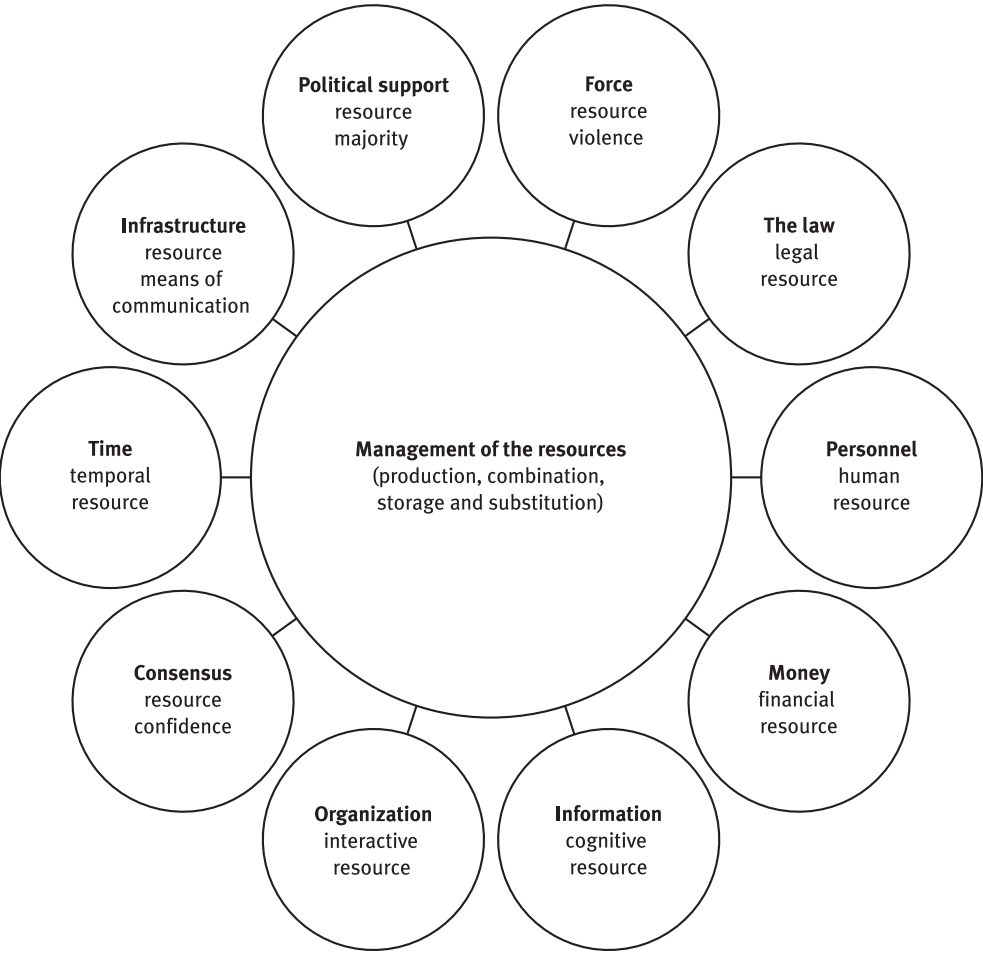 Political support
resource
majority
Force
resource
violence
Infrastructure
resource
means of
communication
The law
legal
resource
Time
temporal
resource
Management of the resources
(production, combination,
storage and substitution)
Personnel
human
resource
Consensus
resource
confidence
Money
financial
resource
Organization
interactive
resource
Information
cognitive
resource